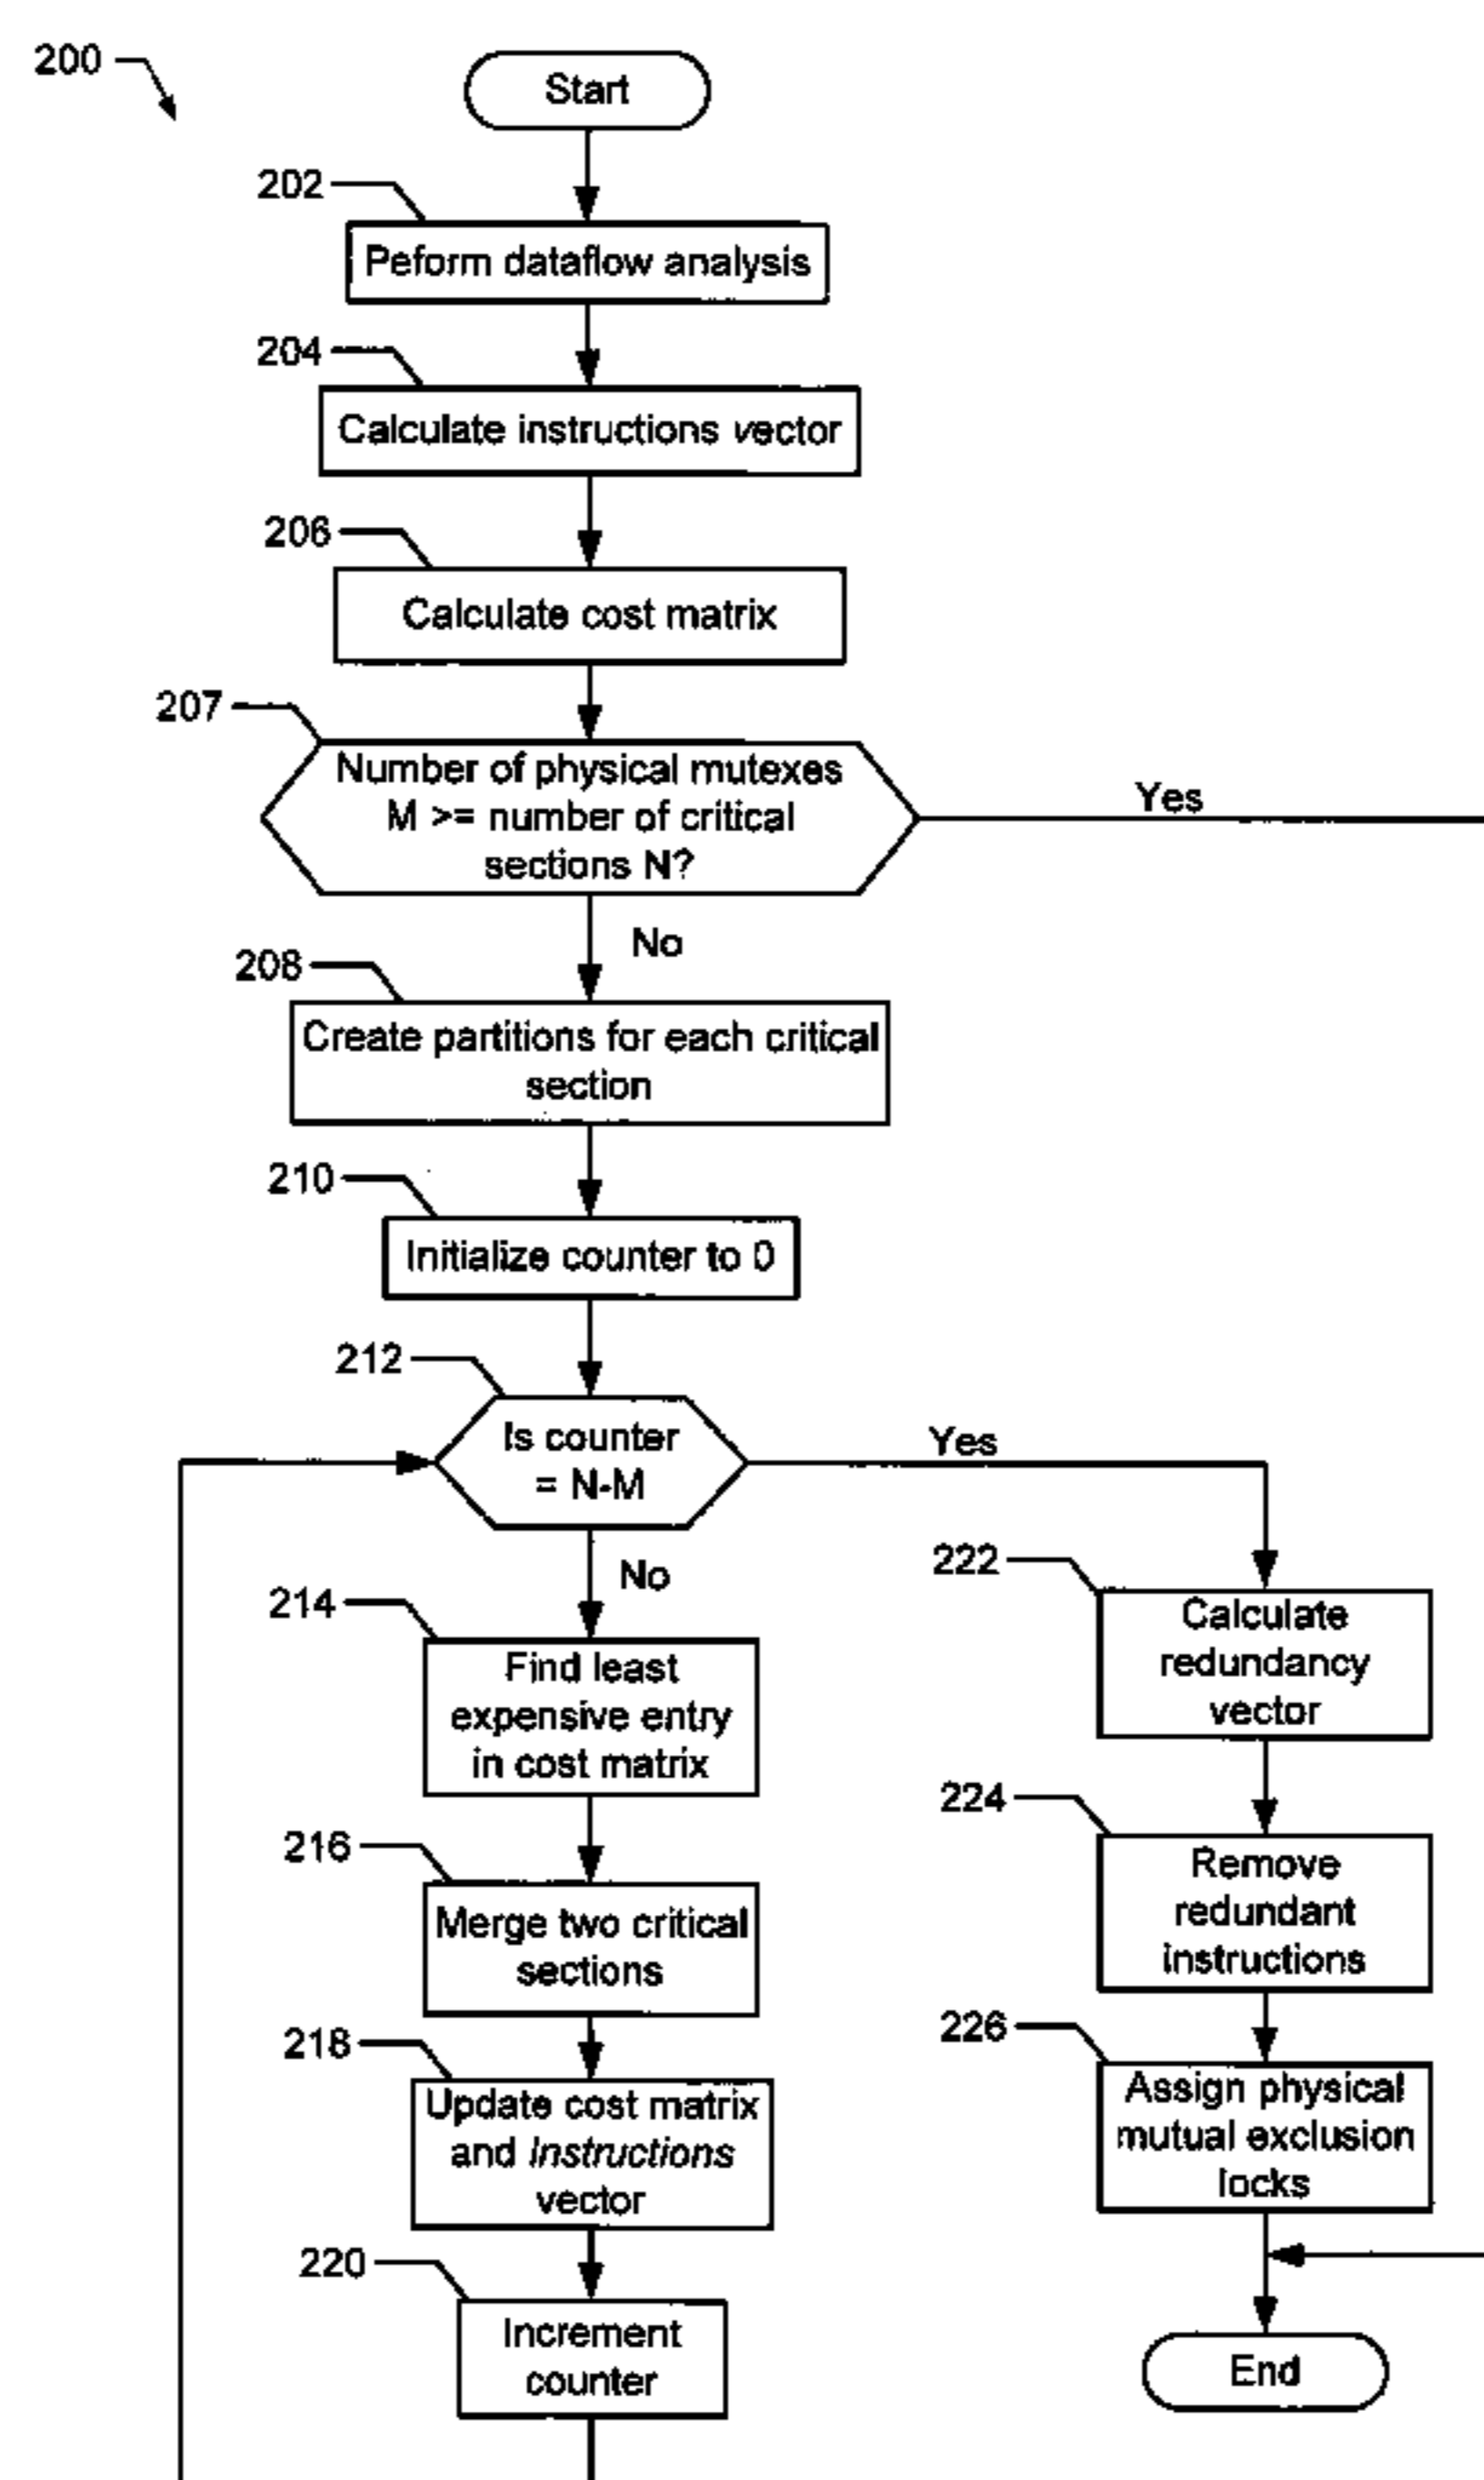 200
Start
202
Peform dataflow analysis
204
Calculate instructions vector
206
Calculate cost matrix
207
Number of physical mutexes
M >= number of critical
sections N?
Yes
No
208
Create partitions for each critical
section
210
Initialize counter to 0
212
Is counter
= N-M
Yes
No
214
Find least
expensive entry
in cost matrix
216
Merge two critical
sections
218
Update cost matrix
and Instructions
vector
220
Increment
counter
222
Calculate
redundancy
vector
224
Remove
redundant
instructions
226
Assign physical
mutual exclusion
locks
End